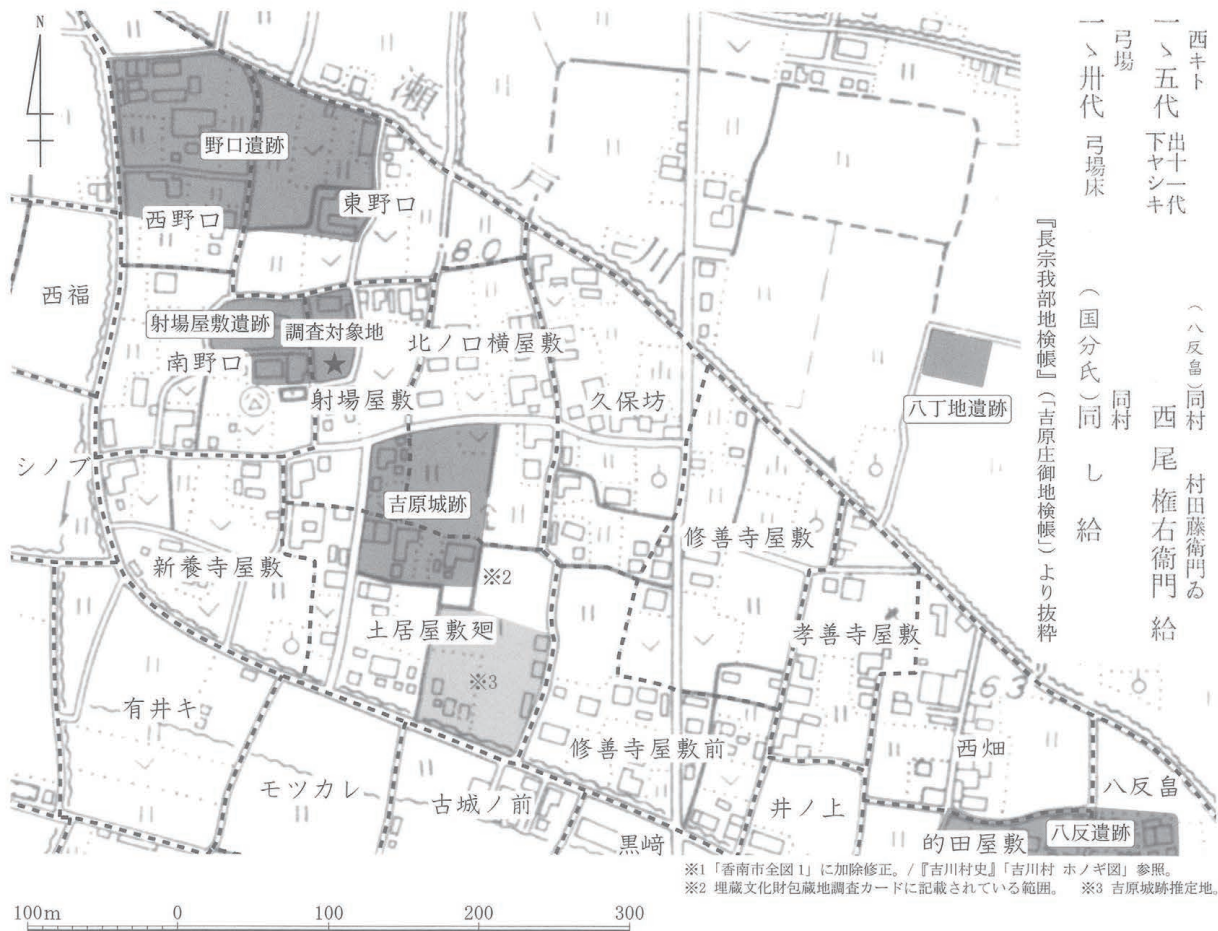 西キト
一ゝ五代 出十一代 下ヤシキ （八反畠）同村 村田藤衛門ゐ
西尾権右衛門 給
弓場 同村
一ゝ卅代 弓場床 （国分氏）同し給
『長宗我部地検帳』（「吉原庄御地検帳」）より抜粋
N
瀬戸川
野口遺跡
西野口
東野口
80
西福
射場屋敷遺跡
調査対象地
南野口
北ノ口横屋敷
射場屋敷
久保坊
八丁地遺跡
シノブ
吉原城跡
修善寺屋敷
新養寺屋敷
※2
土居屋敷廻
孝善寺屋敷
※3
63
有井キ
修善寺屋敷前
西畑
モツカレ
古城ノ前
井ノ上
八反畠
黒﨑
的田屋敷
八反遺跡
※1 「香南市全図1」に加除修正。/『吉川村史』「吉川村 ホノギ図」参照。
※2 埋蔵文化財包蔵地調査カードに記載されている範囲。 ※3 吉原城跡推定地。
100m 0 100 200 300